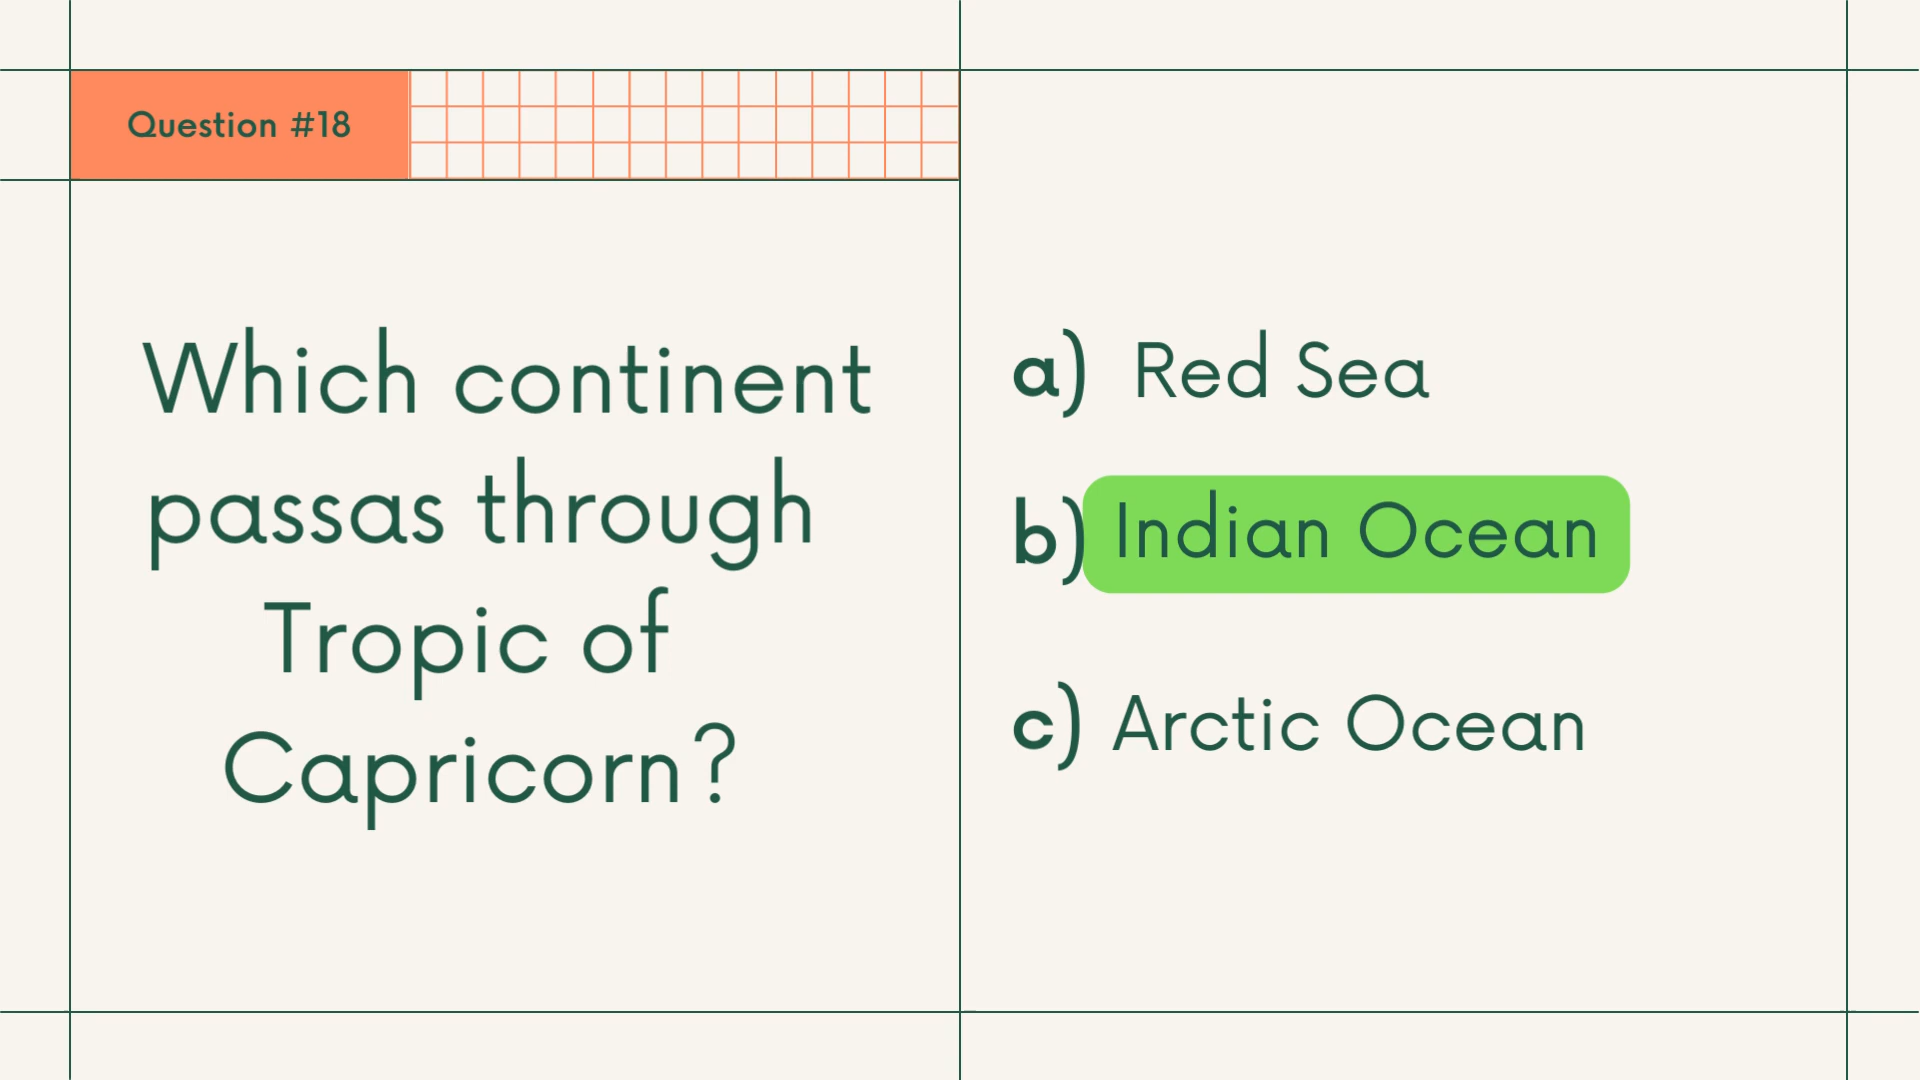 Question #18
Which continent
passas through
Tropic of
Capricorn?
a) Red Sea
b) Indian Ocean
c) Arctic Ocean